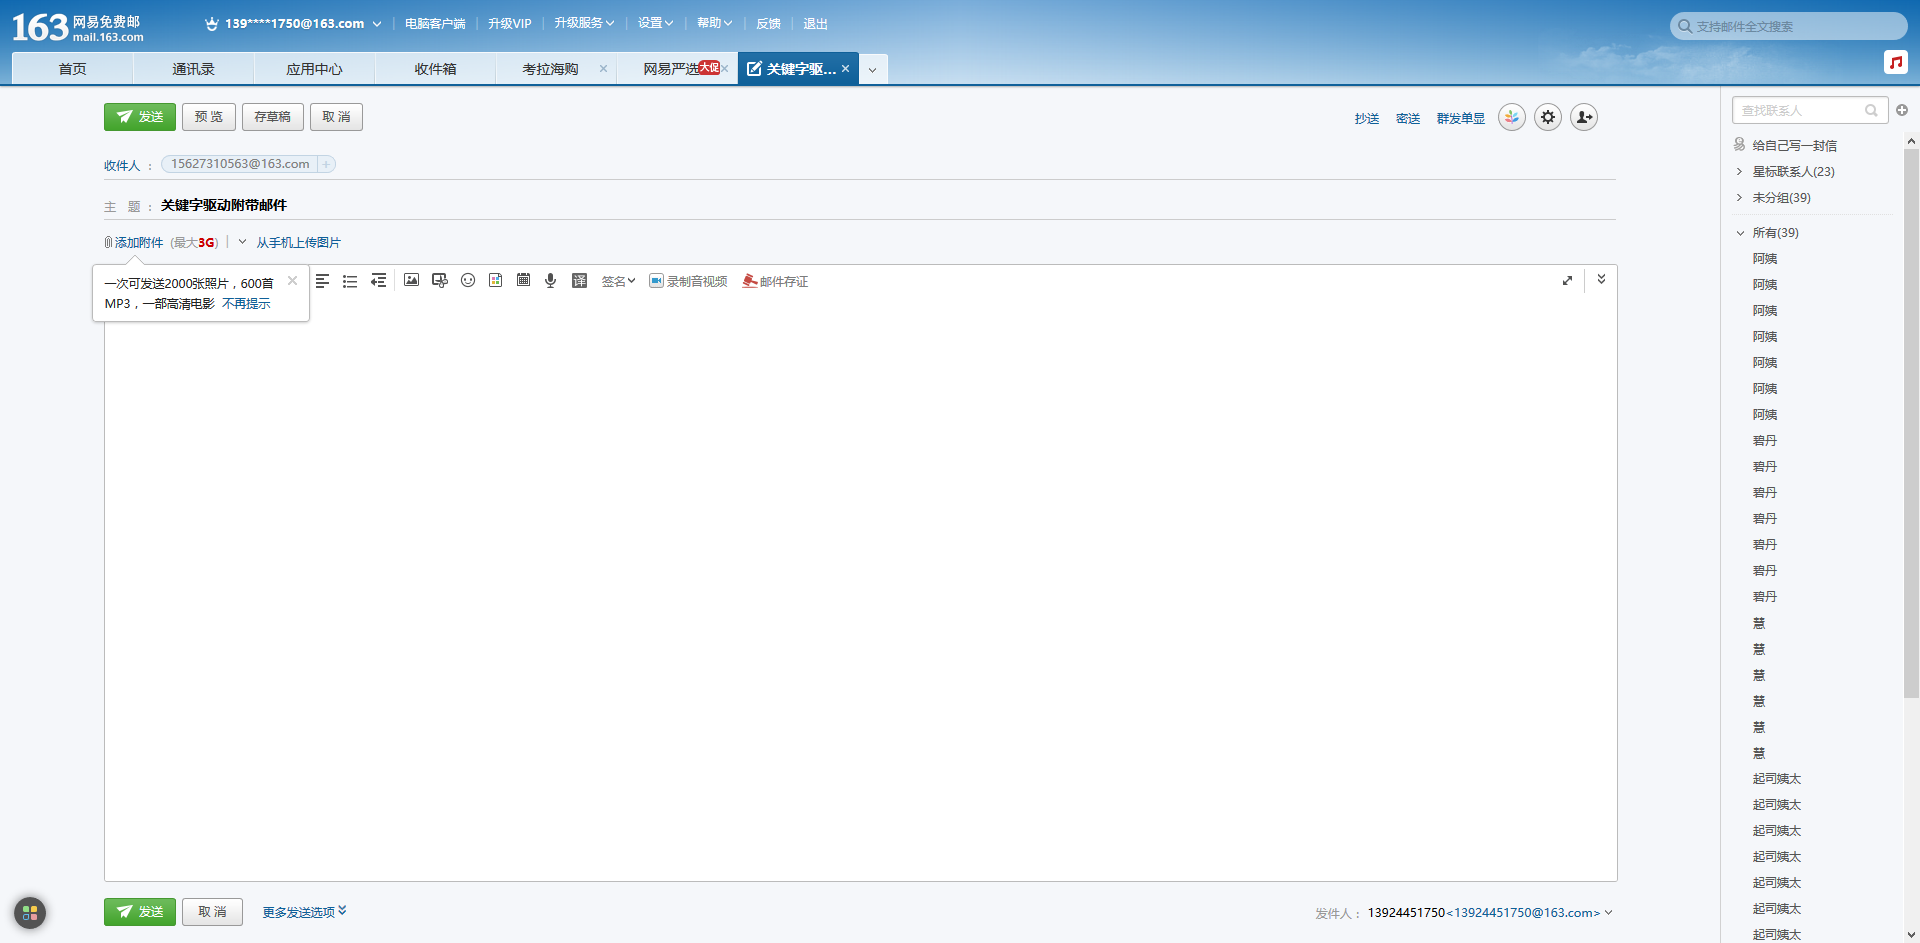 163 网易免费邮
mail.163.com
139****1750@163.com
电脑客户端
升级VIP
升级服务
设置
帮助
反馈
退出
支持邮件全文搜索
首页
通讯录
应用中心
收件箱
考拉海购
网易严选
大促
关键字驱...
发送
预 览
存草稿
取 消
抄送
密送
群发单显
查找联系人
收件人 :
15627310563@163.com
主 题 :
关键字驱动附带邮件
添加附件 (最大3G)
从手机上传图片
一次可发送2000张照片，600首
MP3，一部高清电影 不再提示
译
签名
录制音视频
邮件存证
给自己写一封信
星标联系人(23)
未分组(39)
所有(39)
阿姨
阿姨
阿姨
阿姨
阿姨
阿姨
阿姨
碧丹
碧丹
碧丹
碧丹
碧丹
碧丹
碧丹
慧
慧
慧
慧
慧
慧
起司姨太
起司姨太
起司姨太
起司姨太
起司姨太
起司姨太
起司姨太
发送
取 消
更多发送选项
发件人 : 13924451750<13924451750@163.com>